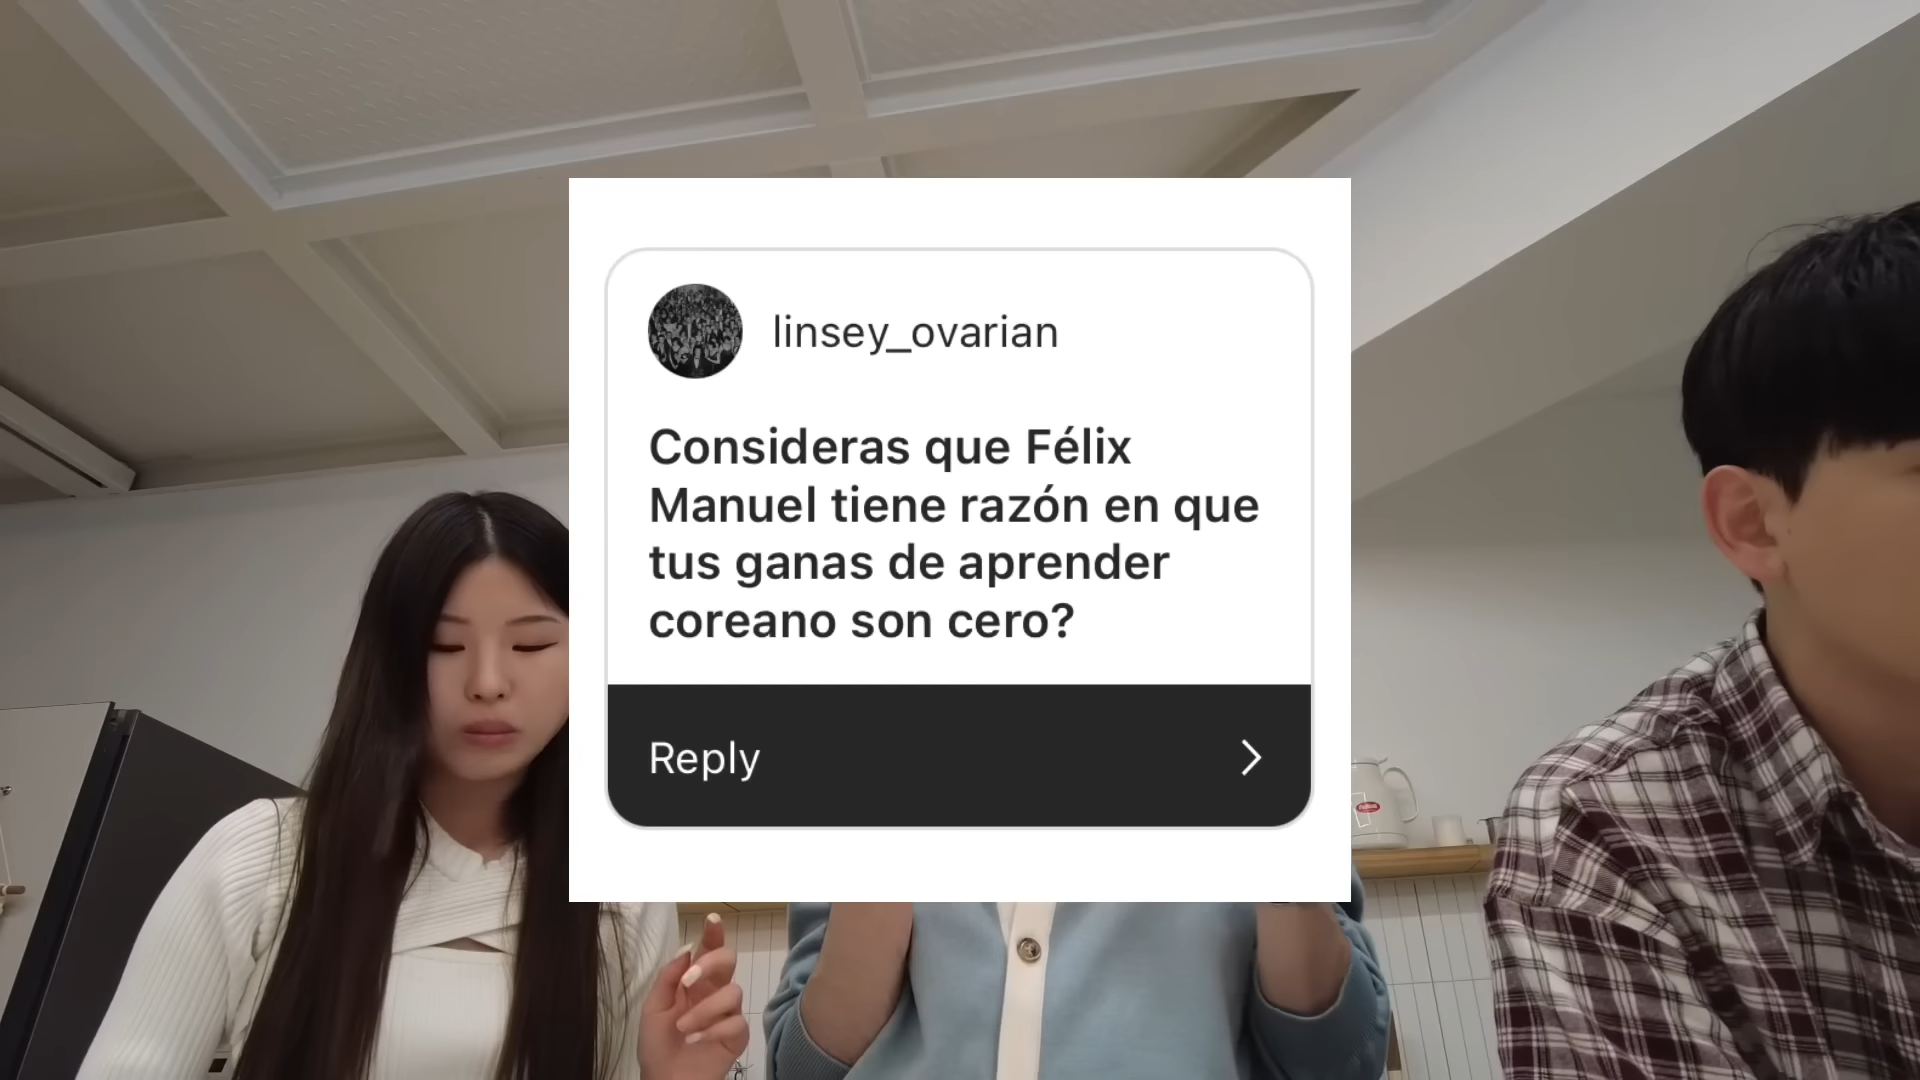 linsey_ovarian
Consideras que Félix
Manuel tiene razón en que
tus ganas de aprender
coreano son cero?
Reply